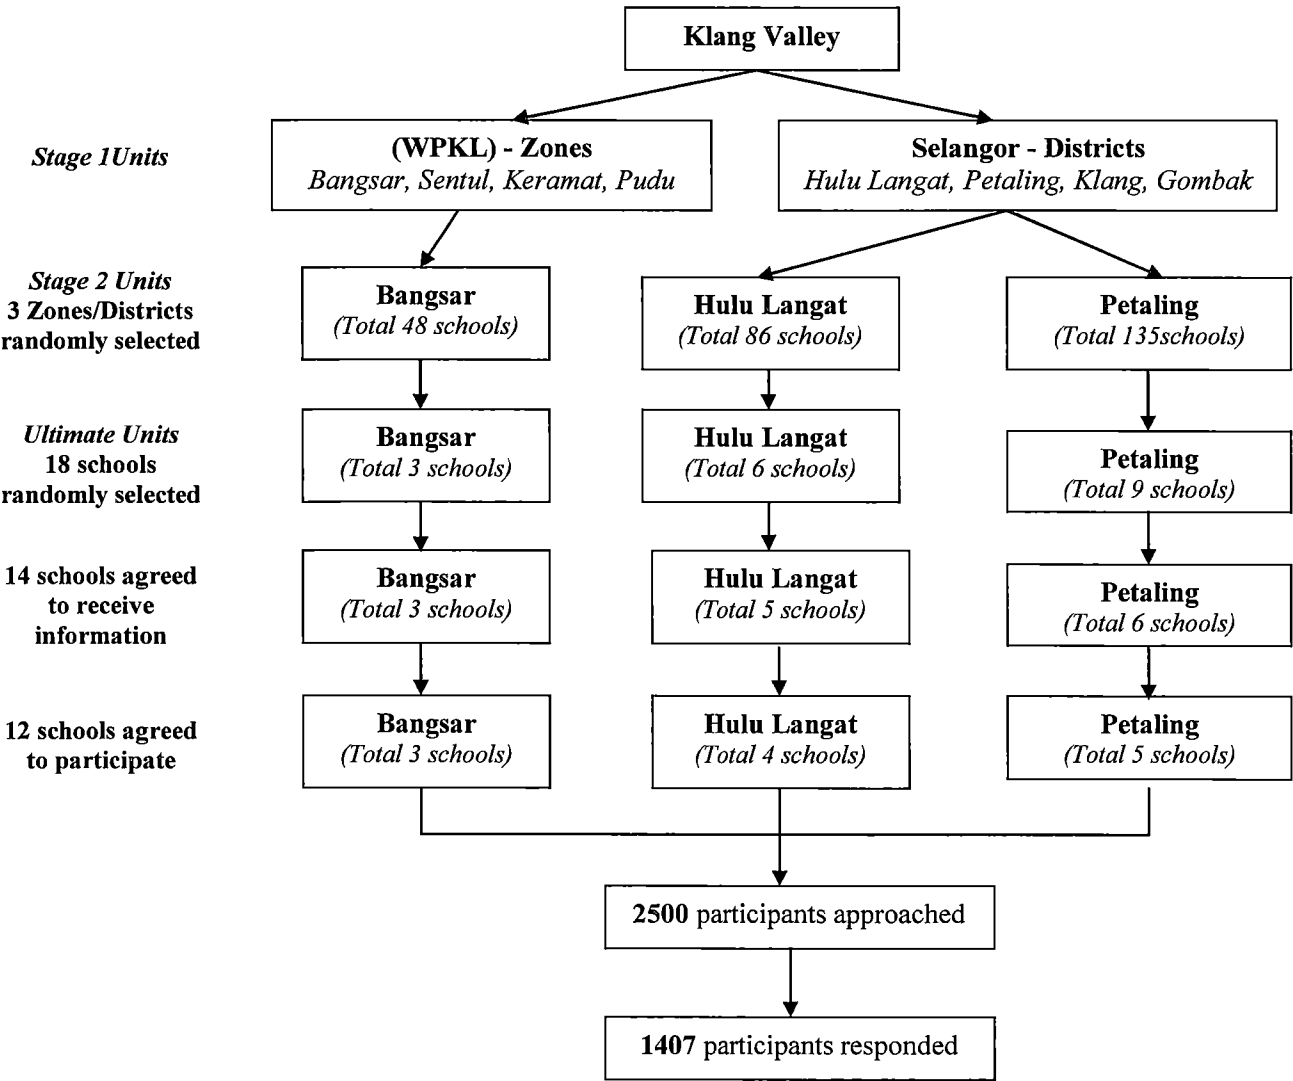 Klang Valley
Stage 1Units
(WPKL) - Zones
Bangsar, Sentul, Keramat, Pudu
Selangor - Districts
Hulu Langat, Petaling, Klang, Gombak
Stage 2 Units
3 Zones/Districts
randomly selected
Bangsar
(Total 48 schools)
Hulu Langat
(Total 86 schools)
Petaling
(Total 135schools)
Ultimate Units
18 schools
randomly selected
Bangsar
(Total 3 schools)
Hulu Langat
(Total 6 schools)
Petaling
(Total 9 schools)
14 schools agreed
to receive
information
Bangsar
(Total 3 schools)
Hulu Langat
(Total 5 schools)
Petaling
(Total 6 schools)
12 schools agreed
to participate
Bangsar
(Total 3 schools)
Hulu Langat
(Total 4 schools)
Petaling
(Total 5 schools)
2500 participants approached
1407 participants responded